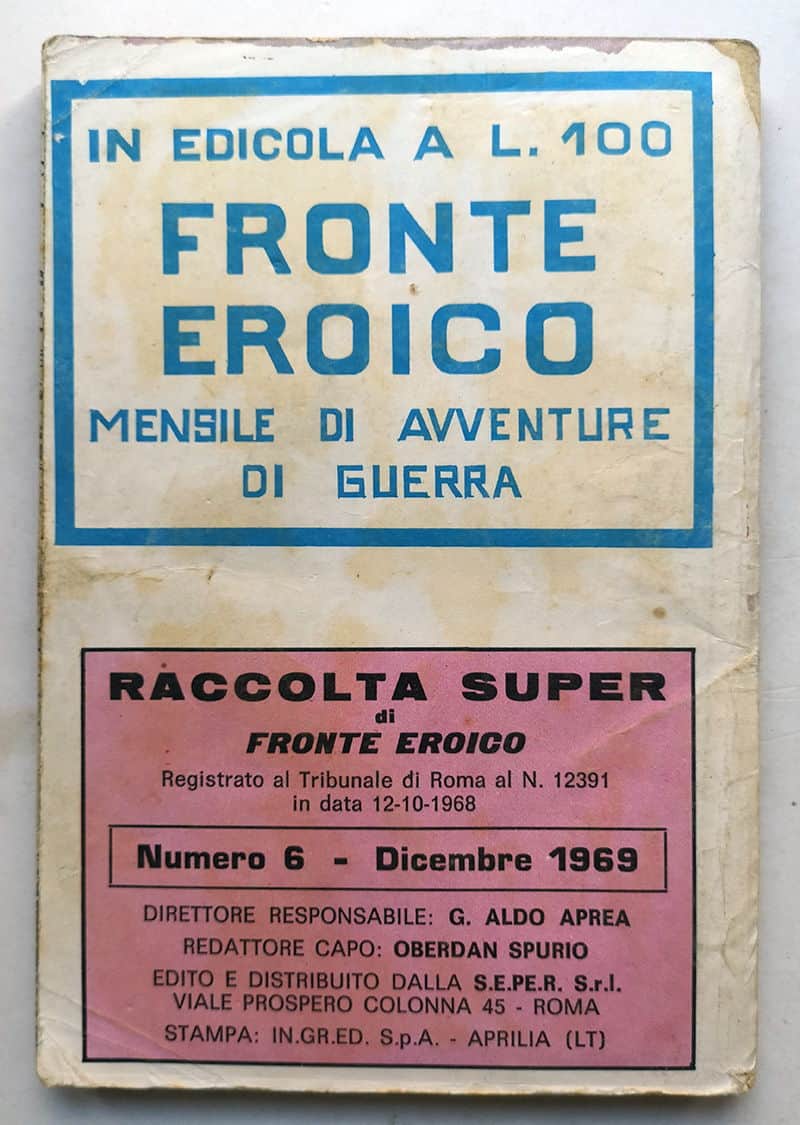 IN EDICOLA A L. 100
FRONTE
EROICO
MENSILE DI AVVENTURE
DI GUERRA
RACCOLTA SUPER
di
FRONTE EROICO
Registrato al Tribunale di Roma al N. 12391
in data 12-10-1968
Numero 6 - Dicembre 1969
DIRETTORE RESPONSABILE: G. ALDO APREA
REDATTORE CAPO: OBERDAN SPURIO
EDITO E DISTRIBUITO DALLA S.E.PE.R. S.r.l.
VIALE PROSPERO COLONNA 45 - ROMA
STAMPA: IN.GR.ED. S.p.A. - APRILIA (LT)